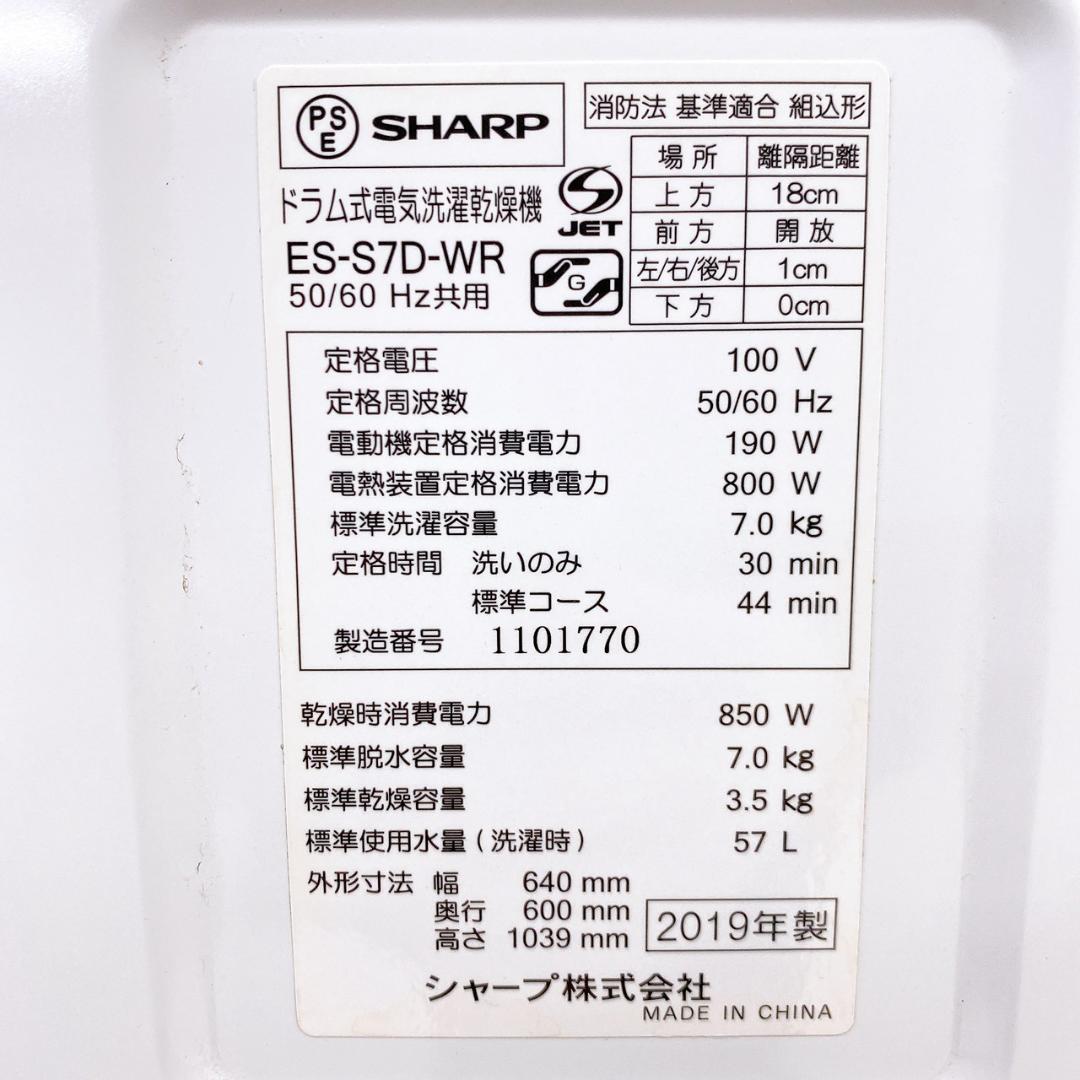 PSE SHARP
消防法 基準適合 組込形
ドラム式電気洗濯乾燥機
JET
ES-S7D-WR
G
50/60 Hz共用
場所 離隔距離
上方 18cm
前方 開放
左/右/後方 1cm
下方 0cm
定格電圧 100 V
定格周波数 50/60 Hz
電動機定格消費電力 190 W
電熱装置定格消費電力 800 W
標準洗濯容量 7.0 kg
定格時間 洗いのみ 30 min
標準コース 44 min
製造番号 1101770
乾燥時消費電力 850 W
標準脱水容量 7.0 kg
標準乾燥容量 3.5 kg
標準使用水量(洗濯時) 57 L
外形寸法 幅 640 mm
奥行 600 mm
高さ 1039 mm
2019年製
シャープ株式会社
MADE IN CHINA